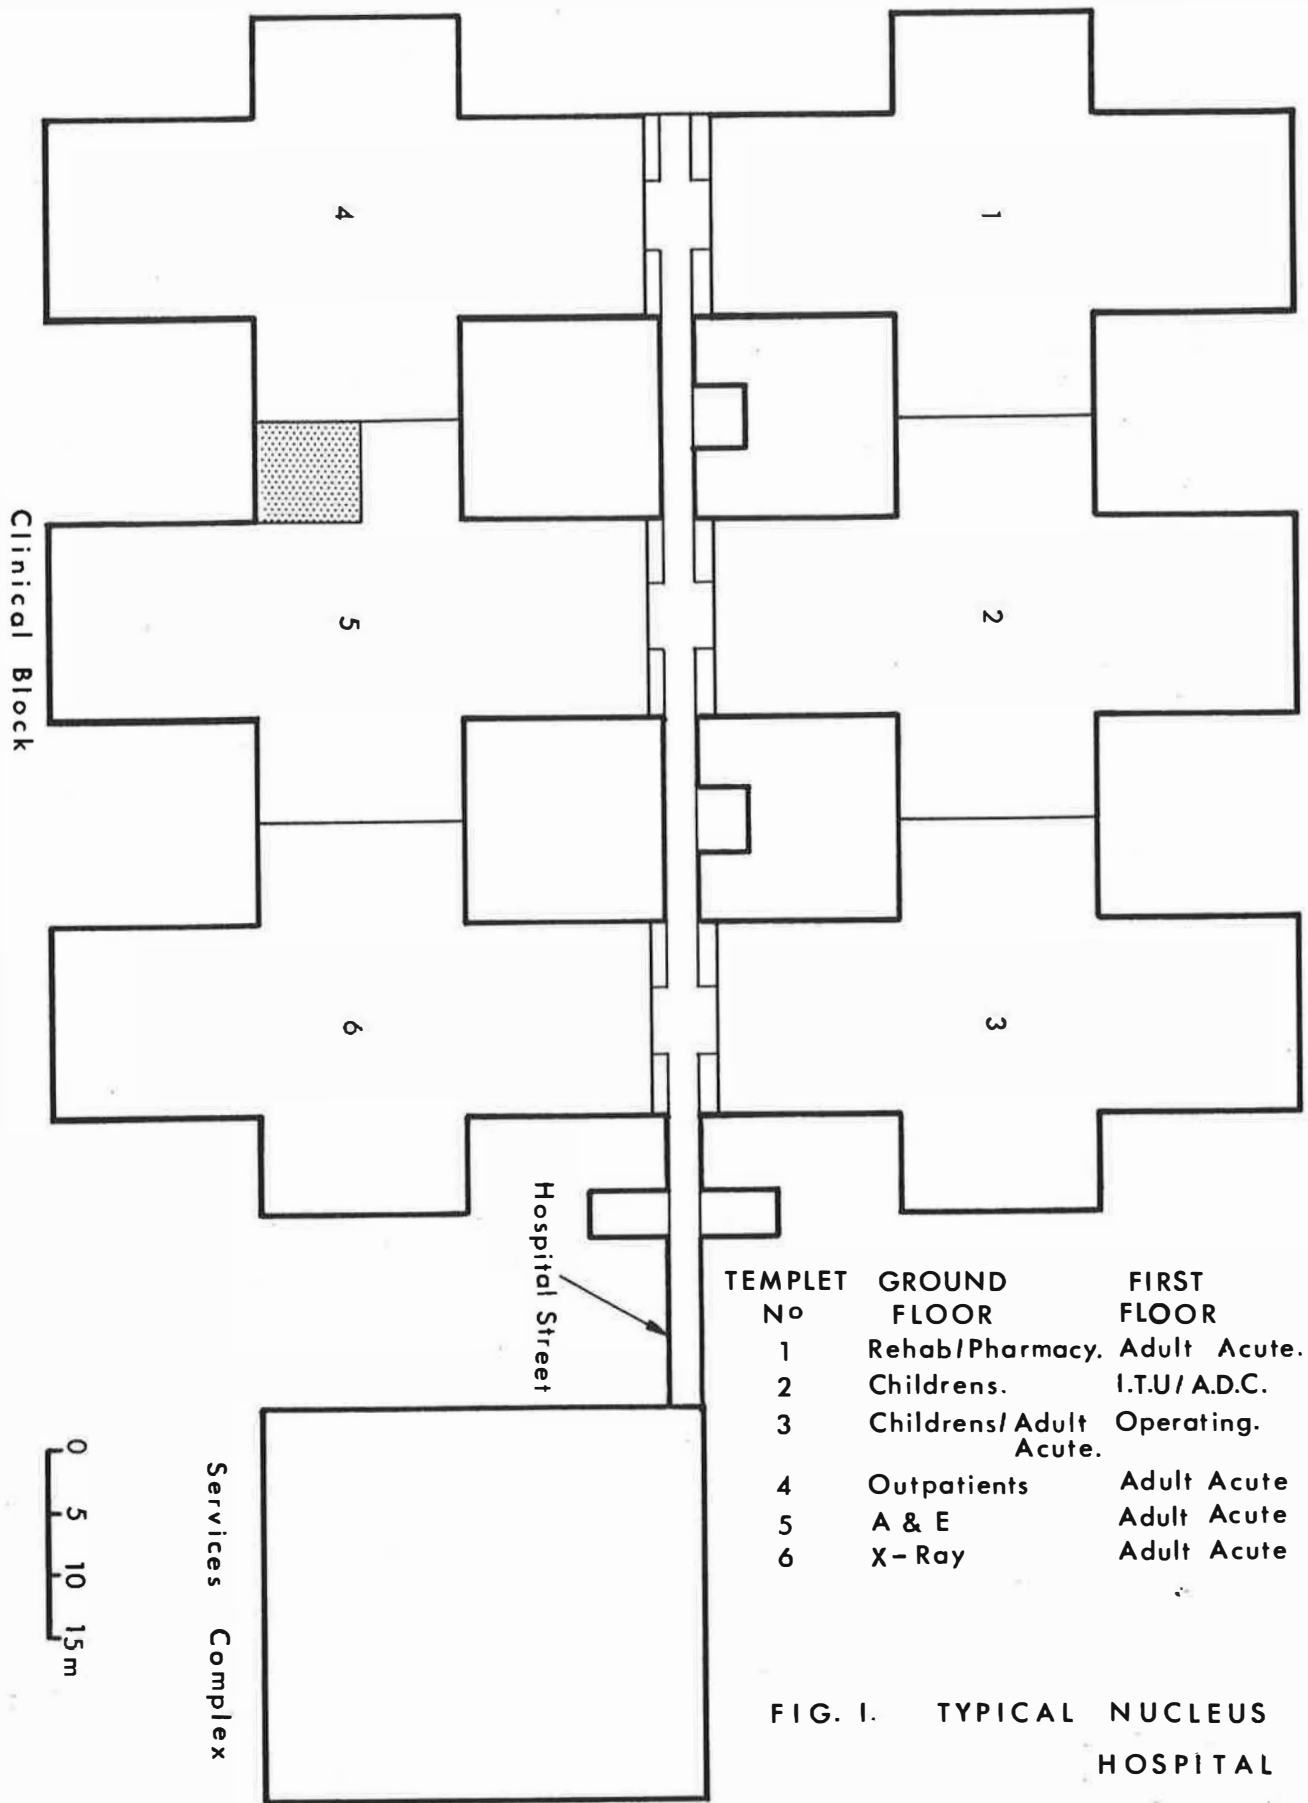 4
1
5
2
6
3
Clinical Block
Hospital Street
Services Complex
0 5 10 15m
TEMPLET GROUND FIRST
No FLOOR FLOOR
1 Rehab/Pharmacy. Adult Acute.
2 Childrens. I.T.U/A.D.C.
3 Childrens/Adult Operating.
Acute.
4 Outpatients Adult Acute
5 A & E Adult Acute
6 X-Ray Adult Acute
FIG. 1. TYPICAL NUCLEUS
HOSPITAL